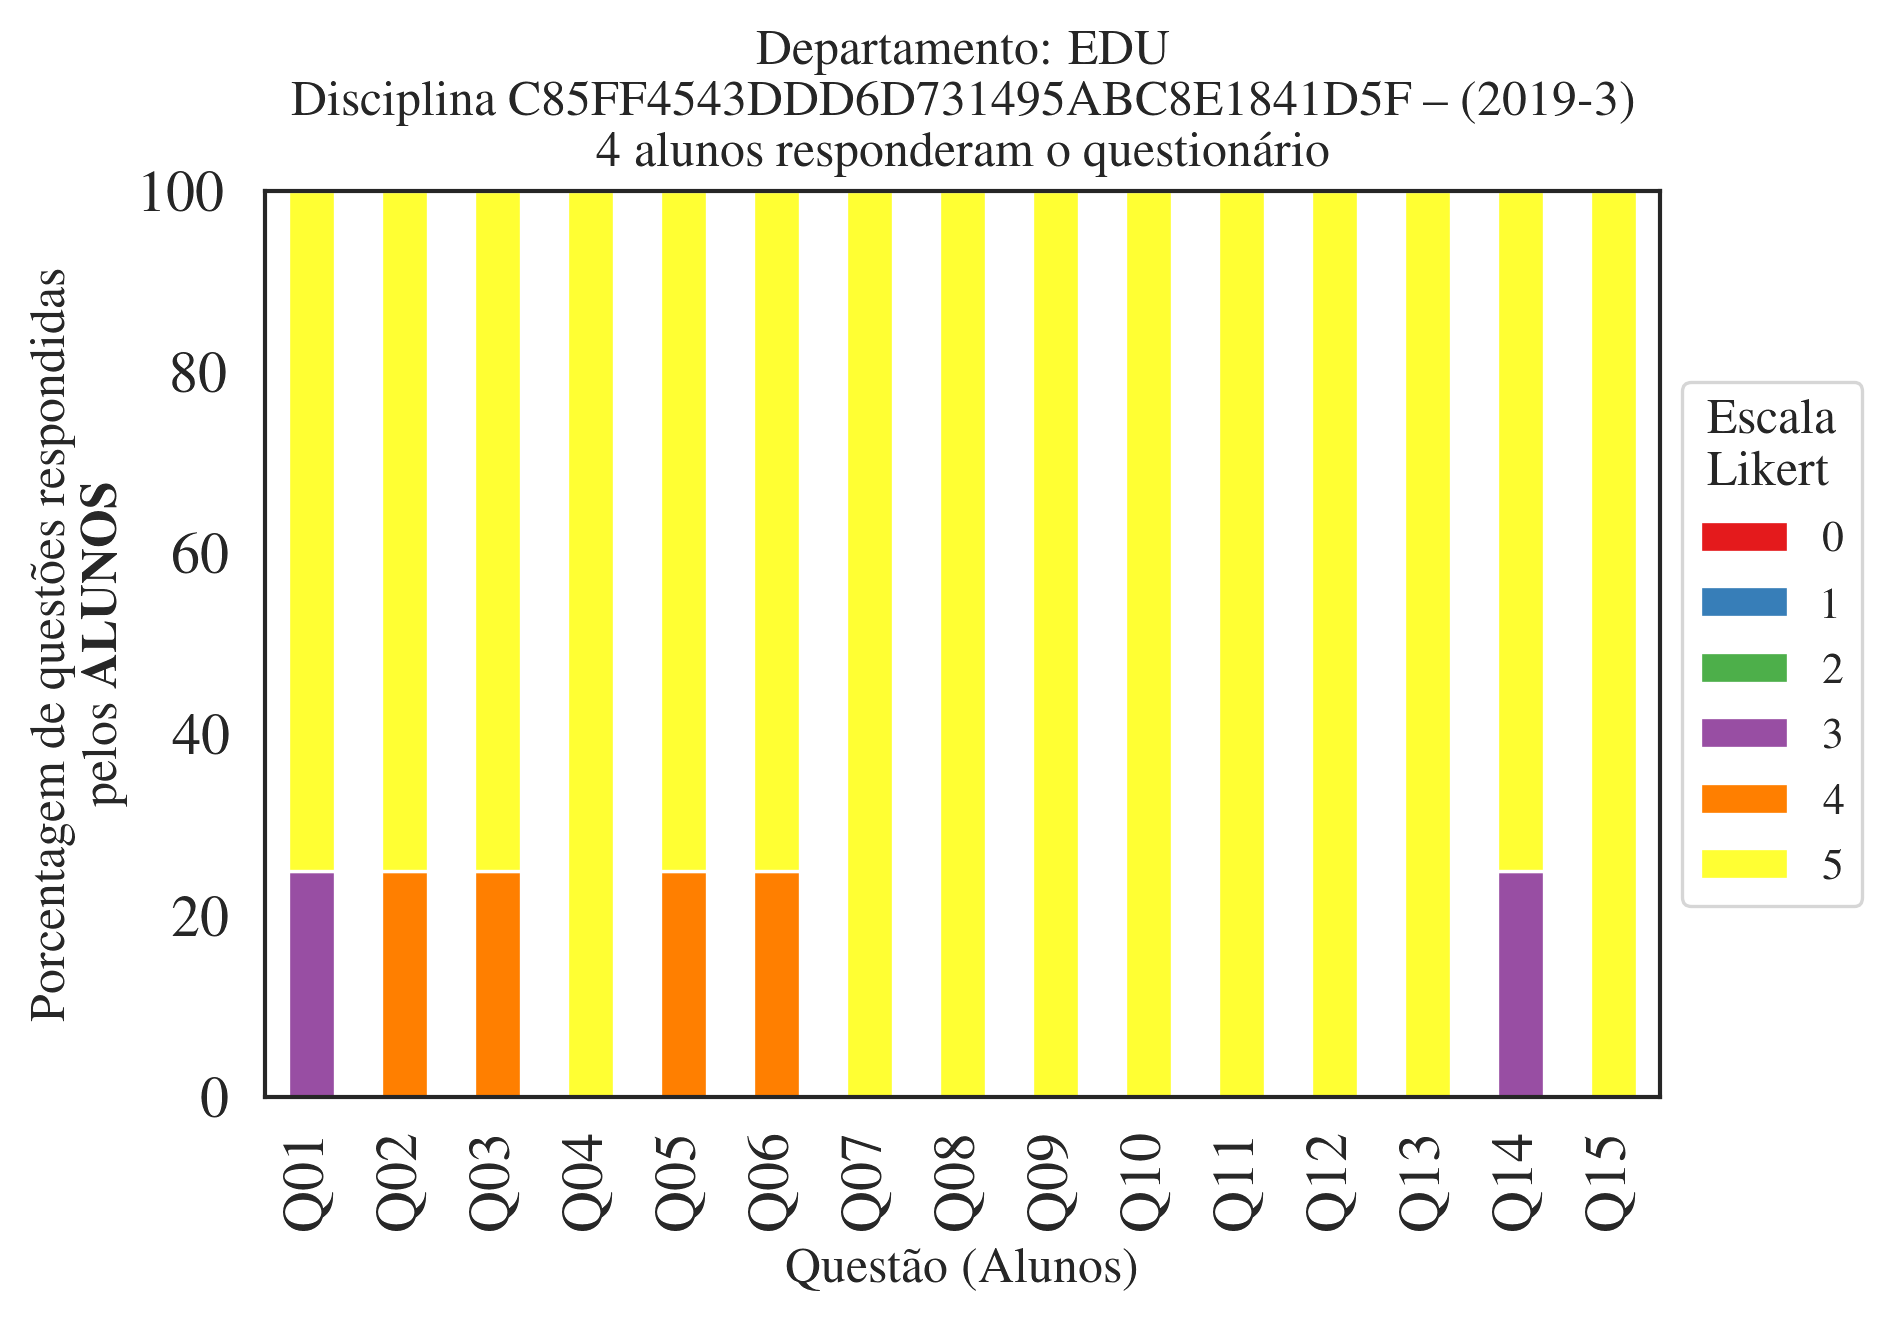 Departamento: EDU
Disciplina C85FF4543DDD6D731495ABC8E1841D5F – (2019-3)
4 alunos responderam o questionário
Porcentagem de questões respondidas
pelos ALUNOS
100
80
60
40
20
0
Q01
Q02
Q03
Q04
Q05
Q06
Q07
Q08
Q09
Q10
Q11
Q12
Q13
Q14
Q15
Questão (Alunos)
Escala
Likert
0
1
2
3
4
5